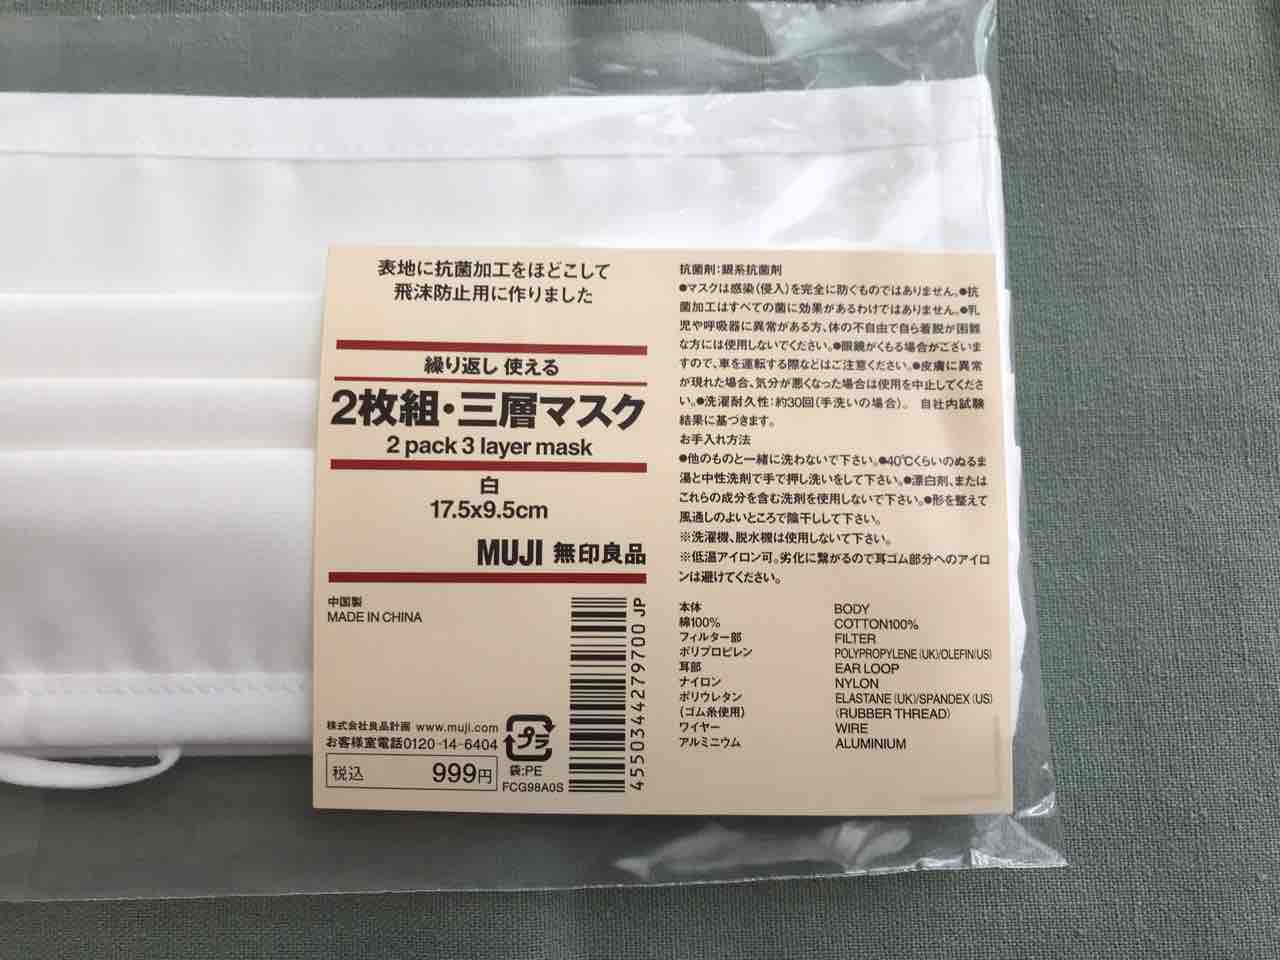 表地に抗菌加工をほどこして
飛沫防止用に作りました
繰り返し 使える
2枚組・三層マスク
2 pack 3 layer mask
白
17.5x9.5cm
MUJI 無印良品
中国製
MADE IN CHINA
株式会社良品計画 www.muji.com
お客様室電話0120-14-6404
税込 999円
プラ
袋:PE
FCG98A0S
4550344279700 JP
抗菌剤:銀系抗菌剤
●マスクは感染(侵入)を完全に防ぐものではありません。●抗
菌加工はすべての菌に効果があるわけではありません。●乳
児や呼吸器に異常がある方、体の不自由で自ら着脱が困難
な方には使用しないでください。●眼鏡がくもる場合がございま
すので、車を運転する際などはご注意ください。●皮膚に異常
が現れた場合、気分が悪くなった場合は使用を中止してくださ
い。●洗濯耐久性:約30回(手洗いの場合)。 自社内試験
結果に基づきます。
お手入れ方法
●他のものと一緒に洗わないで下さい。●40℃くらいのぬるま
湯と中性洗剤で手で押し洗いをして下さい。●漂白剤、または
これらの成分を含む洗剤を使用しないで下さい。●形を整えて
風通しのよいところで陰干しして下さい。
※洗濯機、脱水機は使用しないで下さい。
※低温アイロン可。劣化に繋がるので耳ゴム部分へのアイロ
ンは避けてください。
本体 BODY
綿100% COTTON100%
フィルター部 FILTER
ポリプロピレン POLYPROPYLENE (UK)/OLEFIN(US)
耳部 EAR LOOP
ナイロン NYLON
ポリウレタン ELASTANE (UK)/SPANDEX (US)
(ゴム糸使用) (RUBBER THREAD)
ワイヤー WIRE
アルミニウム ALUMINIUM